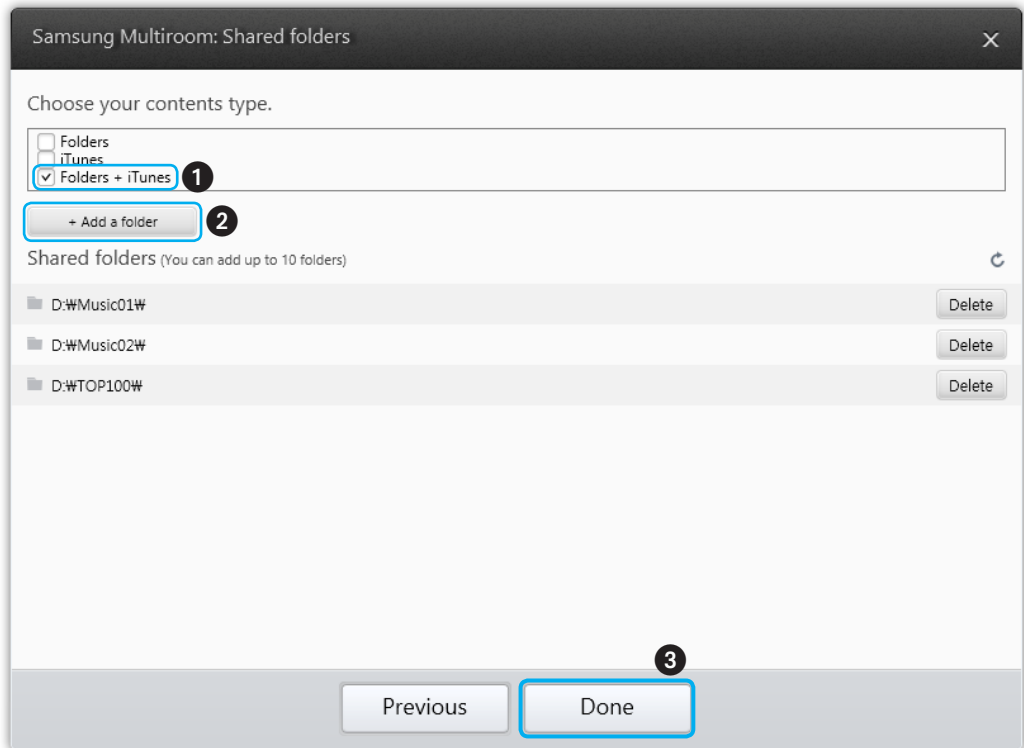 Samsung Multiroom: Shared folders
Choose your contents type.
Folders
iTunes
Folders + iTunes 1
+ Add a folder 2
Shared folders (You can add up to 10 folders)
D:₩Music01₩ Delete
D:₩Music02₩ Delete
D:₩TOP100₩ Delete
3
Previous Done